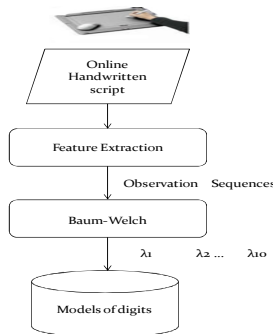 Online
Handwritten
script
Feature Extraction
Observation Sequences
Baum-Welch
λ1 λ2 ... λ10
Models of digits